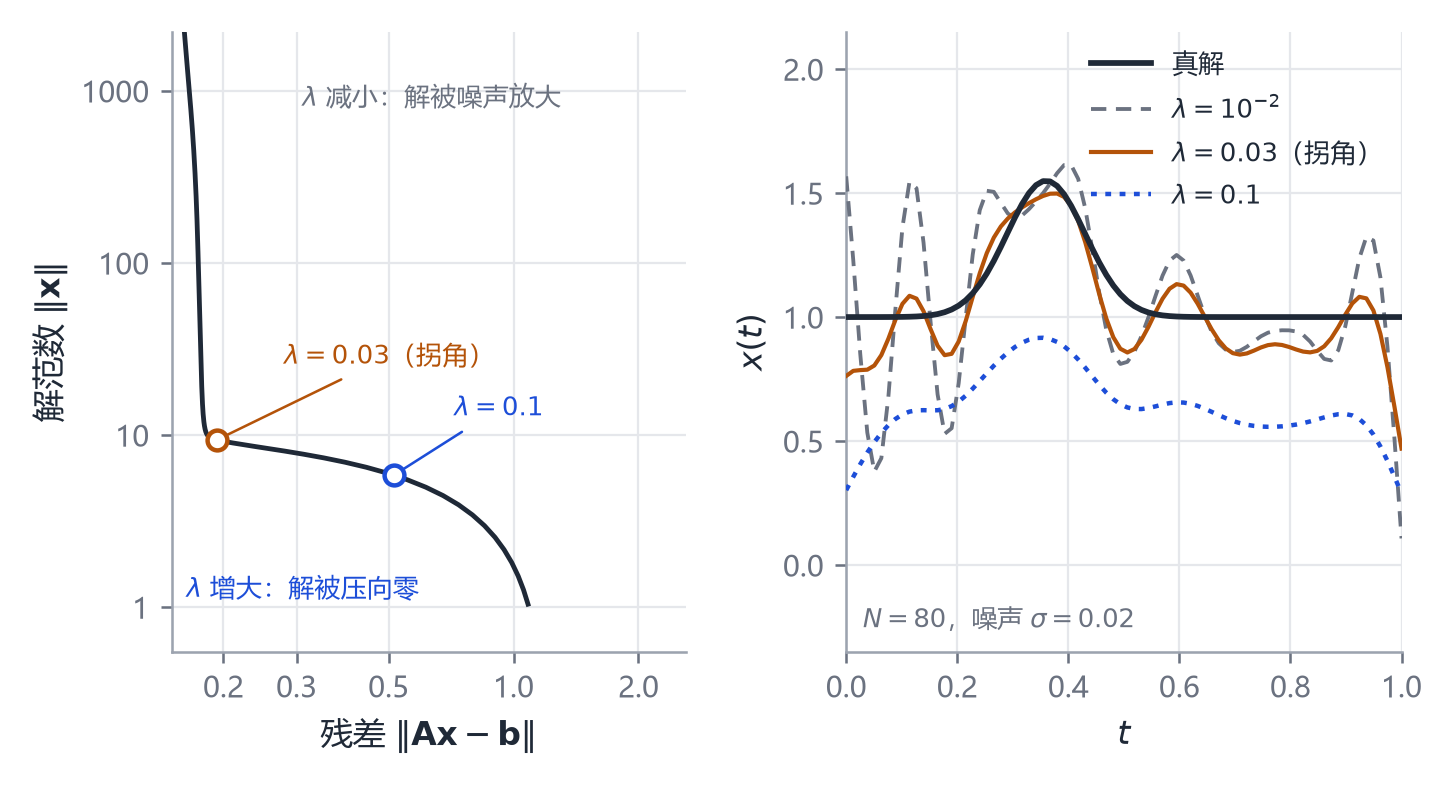 1000
100
10
1
解范数 ‖x‖
λ 减小：解被噪声放大
λ = 0.03（拐角）
λ = 0.1
λ 增大：解被压向零
0.2 0.3 0.5 1.0 2.0
残差 ‖Ax − b‖
2.0
1.5
1.0
0.5
0.0
x(t)
真解
λ = 10⁻²
λ = 0.03（拐角）
λ = 0.1
N = 80，噪声 σ = 0.02
0.0 0.2 0.4 0.6 0.8 1.0
t